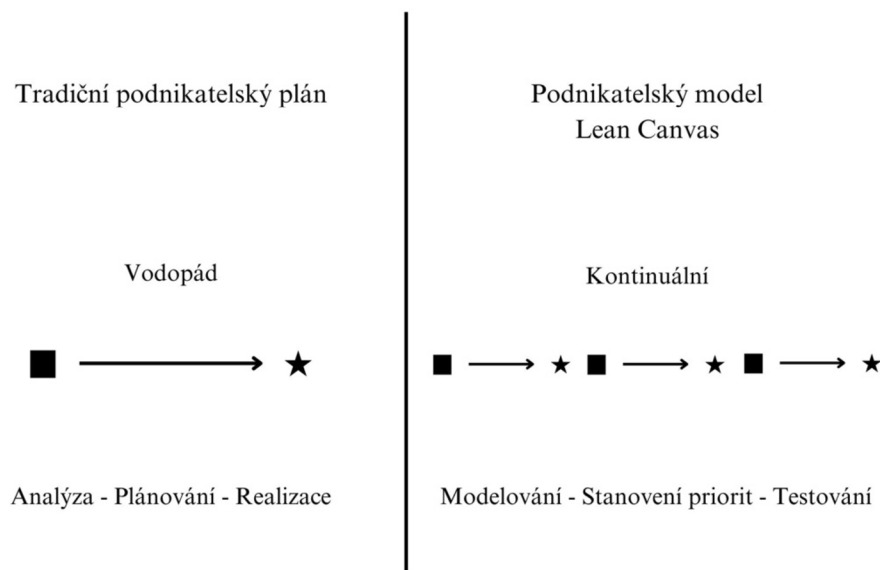 Tradiční podnikatelský plán
Vodopád
Analýza - Plánování - Realizace
Podnikatelský model
Lean Canvas
Kontinuální
Modelování - Stanovení priorit - Testování